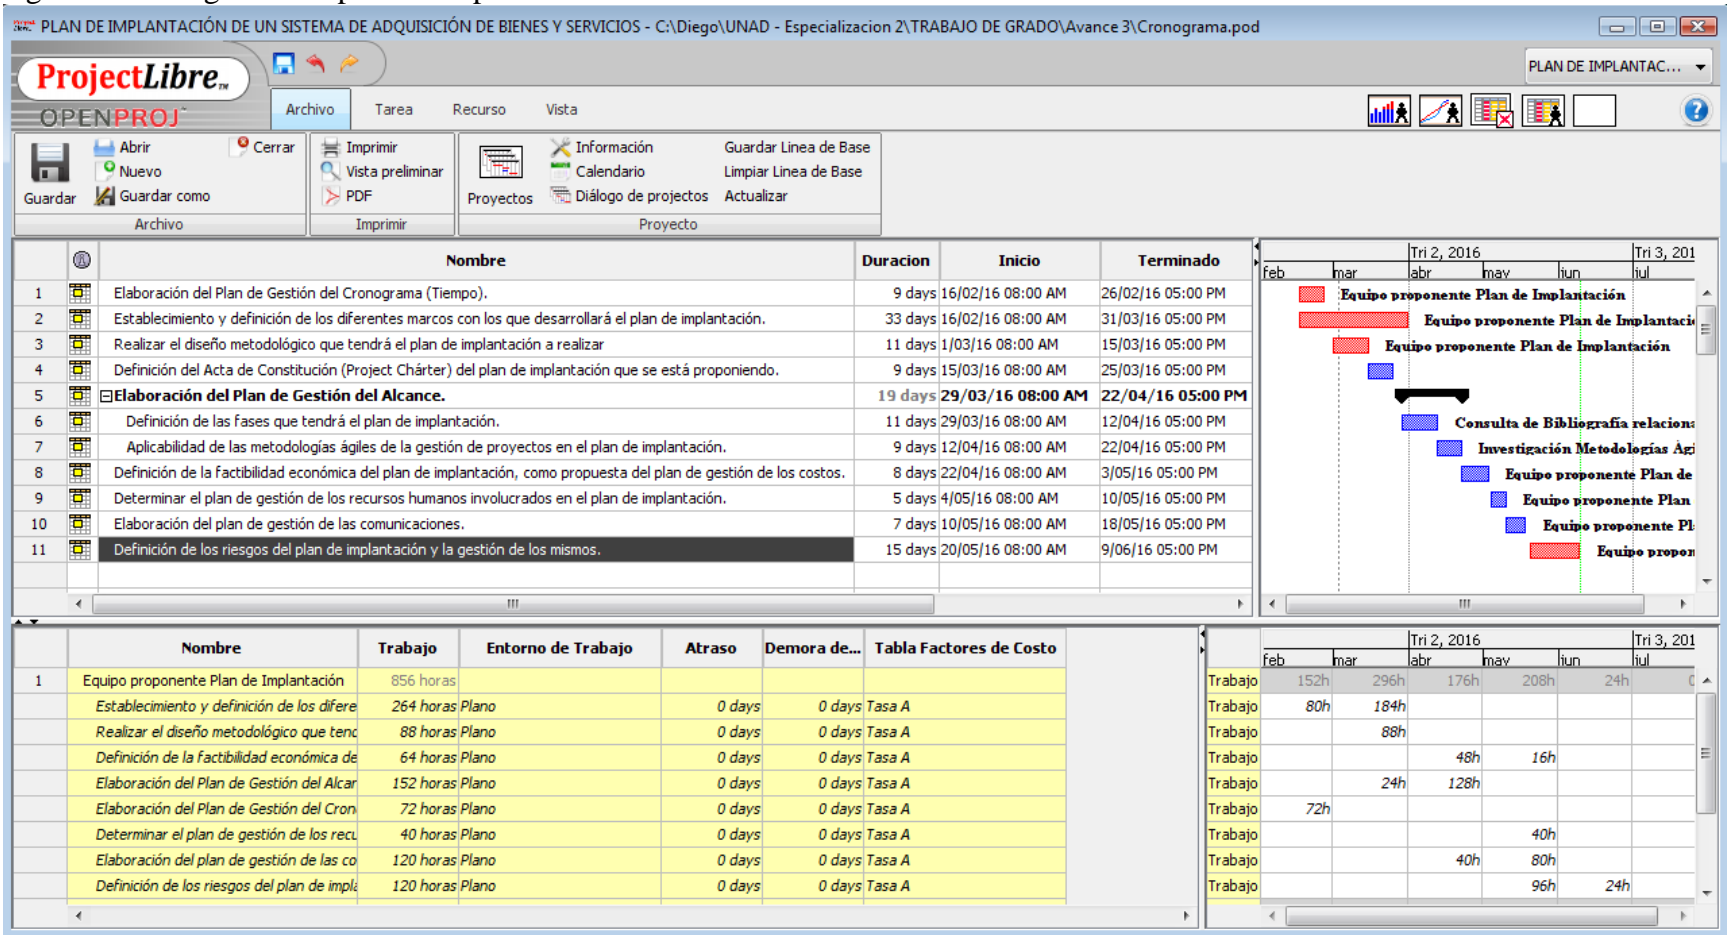 PLAN DE IMPLANTACIÓN DE UN SISTEMA DE ADQUISICIÓN DE BIENES Y SERVICIOS - C:\Diego\UNAD - Especializacion 2\TRABAJO DE GRADO\Avance 3\Cronograma.pod
ProjectLibre™
OPENPROJ
PLAN DE IMPLANTAC...
Archivo Tarea Recurso Vista
Guardar
Abrir
Nuevo
Guardar como
Cerrar
Archivo
Imprimir
Vista preliminar
PDF
Imprimir
Proyectos
Información
Calendario
Diálogo de projectos
Guardar Linea de Base
Limpiar Linea de Base
Actualizar
Proyecto
Nombre Duracion Inicio Terminado
1 Elaboración del Plan de Gestión del Cronograma (Tiempo). 9 days 16/02/16 08:00 AM 26/02/16 05:00 PM
2 Establecimiento y definición de los diferentes marcos con los que desarrollará el plan de implantación. 33 days 16/02/16 08:00 AM 31/03/16 05:00 PM
3 Realizar el diseño metodológico que tendrá el plan de implantación a realizar 11 days 1/03/16 08:00 AM 15/03/16 05:00 PM
4 Definición del Acta de Constitución (Project Chárter) del plan de implantación que se está proponiendo. 9 days 15/03/16 08:00 AM 25/03/16 05:00 PM
5 Elaboración del Plan de Gestión del Alcance. 19 days 29/03/16 08:00 AM 22/04/16 05:00 PM
6 Definición de las fases que tendrá el plan de implantación. 11 days 29/03/16 08:00 AM 12/04/16 05:00 PM
7 Aplicabilidad de las metodologías ágiles de la gestión de proyectos en el plan de implantación. 9 days 12/04/16 08:00 AM 22/04/16 05:00 PM
8 Definición de la factibilidad económica del plan de implantación, como propuesta del plan de gestión de los costos. 8 days 22/04/16 08:00 AM 3/05/16 05:00 PM
9 Determinar el plan de gestión de los recursos humanos involucrados en el plan de implantación. 5 days 4/05/16 08:00 AM 10/05/16 05:00 PM
10 Elaboración del plan de gestión de las comunicaciones. 7 days 10/05/16 08:00 AM 18/05/16 05:00 PM
11 Definición de los riesgos del plan de implantación y la gestión de los mismos. 15 days 20/05/16 08:00 AM 9/06/16 05:00 PM
Tri 2, 2016 Tri 3, 201
feb mar abr may jun jul
Equipo proponente Plan de Implantación
Equipo proponente Plan de Implantació
Equipo proponente Plan de Implantación
Consulta de Bibliografía relaciona
Investigación Metodologías Ági
Equipo proponente Plan de
Equipo proponente Plan
Equipo proponente Pl
Equipo propon
Nombre Trabajo Entorno de Trabajo Atraso Demora de... Tabla Factores de Costo
1 Equipo proponente Plan de Implantación 856 horas
Establecimiento y definición de los difere 264 horas Plano 0 days 0 days Tasa A
Realizar el diseño metodológico que tend 88 horas Plano 0 days 0 days Tasa A
Definición de la factibilidad económica de 64 horas Plano 0 days 0 days Tasa A
Elaboración del Plan de Gestión del Alcar 152 horas Plano 0 days 0 days Tasa A
Elaboración del Plan de Gestión del Cron 72 horas Plano 0 days 0 days Tasa A
Determinar el plan de gestión de los recu 40 horas Plano 0 days 0 days Tasa A
Elaboración del plan de gestión de las co 120 horas Plano 0 days 0 days Tasa A
Definición de los riesgos del plan de impla 120 horas Plano 0 days 0 days Tasa A
Tri 2, 2016 Tri 3, 201
feb mar abr may jun jul
Trabajo 152h 296h 176h 208h 24h 0
Trabajo 80h 184h
Trabajo 88h
Trabajo 48h 16h
Trabajo 24h 128h
Trabajo 72h
Trabajo 40h
Trabajo 40h 80h
Trabajo 96h 24h